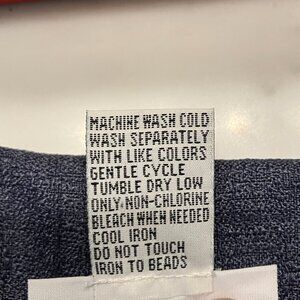 MACHINE WASH COLD
WASH SEPARATELY
WITH LIKE COLORS
GENTLE CYCLE
TUMBLE DRY LOW
ONLY NON-CHLORINE
BLEACH WHEN NEEDED
COOL IRON
DO NOT TOUCH
IRON TO BEADS